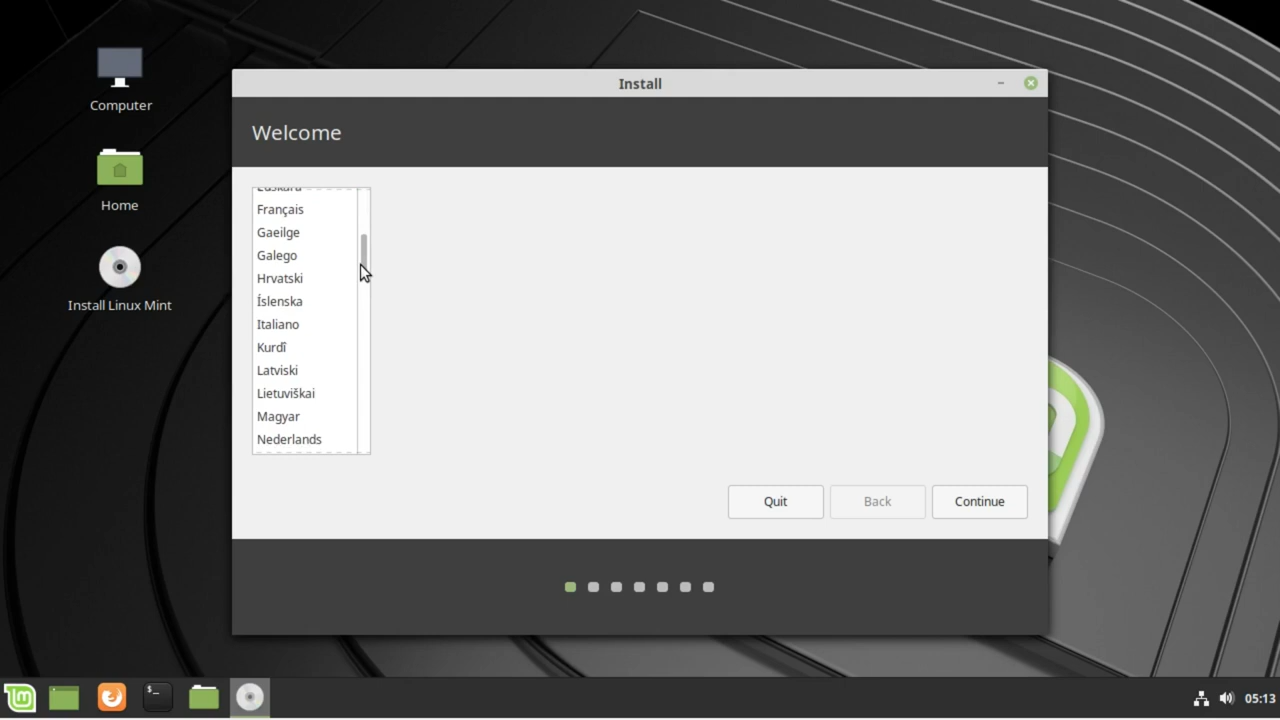 Computer
Home
Install Linux Mint
Install
Welcome
Euskara
Français
Gaeilge
Galego
Hrvatski
Íslenska
Italiano
Kurdî
Latviski
Lietuviškai
Magyar
Nederlands
Quit
Back
Continue
$_
05:13